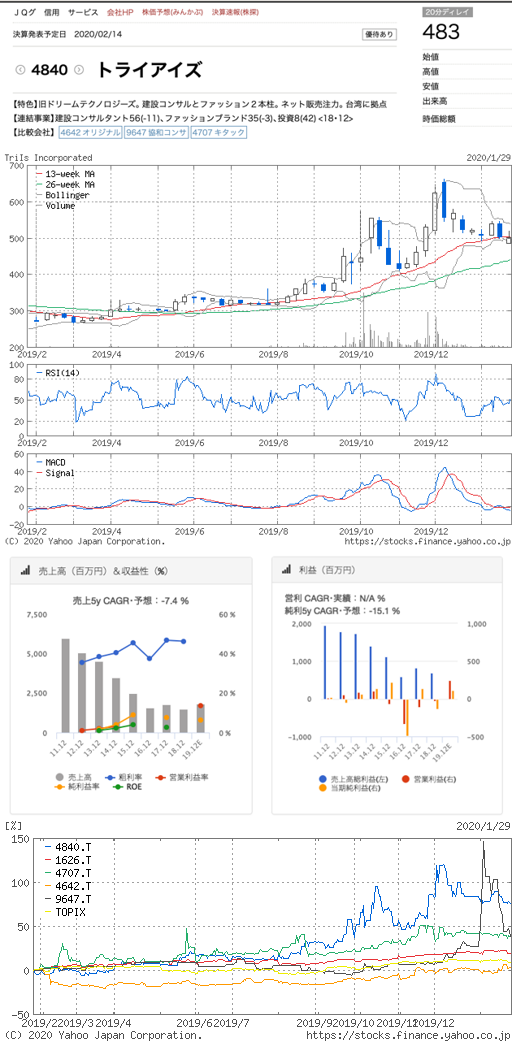 ＪＱグ 信用 サービス 会社HP 株価予想(みんかぶ) 決算速報(株探)
20分ディレイ
483
決算発表予定日 2020/02/14 優待あり
始値
4840 トライアイズ
高値
安値
出来高
【特色】旧ドリームテクノロジーズ。建設コンサルとファッション２本柱。ネット販売注力。台湾に拠点
【連結事業】建設コンサルタント56(-11)、ファッションブランド35(-3)、投資8(42) <18・12>
時価総額
【比較会社】 4642 オリジナル 9647 協和コンサ 4707 キタック
TriIs Incorporated 2020/1/29
700
13-week MA
26-week MA
Bollinger
Volume
600
500
400
300
200
2019/2 2019/4 2019/6 2019/8 2019/10 2019/12
100
RSI(14)
80
60
40
20
0
2019/2 2019/4 2019/6 2019/8 2019/10 2019/12
60
MACD
Signal
40
20
0
−20
2019/2 2019/4 2019/6 2019/8 2019/10 2019/12
(C) 2020 Yahoo Japan Corporation. https://stocks.finance.yahoo.co.jp
売上高（百万円）＆収益性（%）
売上5y CAGR・予想：-7.4 %
7,500 60 %
5,000 40 %
2,500 20 %
0 0 %
11.12 12.12 13.12 14.12 15.12 16.12 17.12 18.12 19.12E
売上高 粗利率 営業利益率
純利益率 ROE
利益（百万円）
営利 CAGR・実績：N/A %
純利5y CAGR・予想：-15.1 %
2,000 1,000
1,000 500
0 0
-1,000 -500
11.12 12.12 13.12 14.12 15.12 16.12 17.12 18.12 19.12E
売上高総利益(左) 営業利益(右)
当期純利益(右)
[%] 2020/1/29
150
4840.T
1626.T
4707.T
4642.T
9647.T
TOPIX
100
50
0
−50
2019/2 2019/3 2019/4 2019/6 2019/7 2019/9 2019/10 2019/11 2019/12
(C) 2020 Yahoo Japan Corporation. https://stocks.finance.yahoo.co.jp